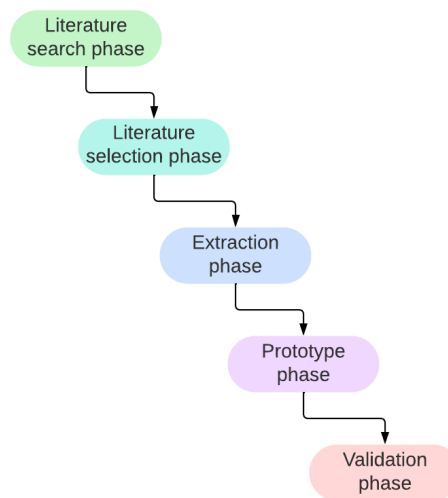 Literature
search phase
Literature
selection phase
Extraction
phase
Prototype
phase
Validation
phase